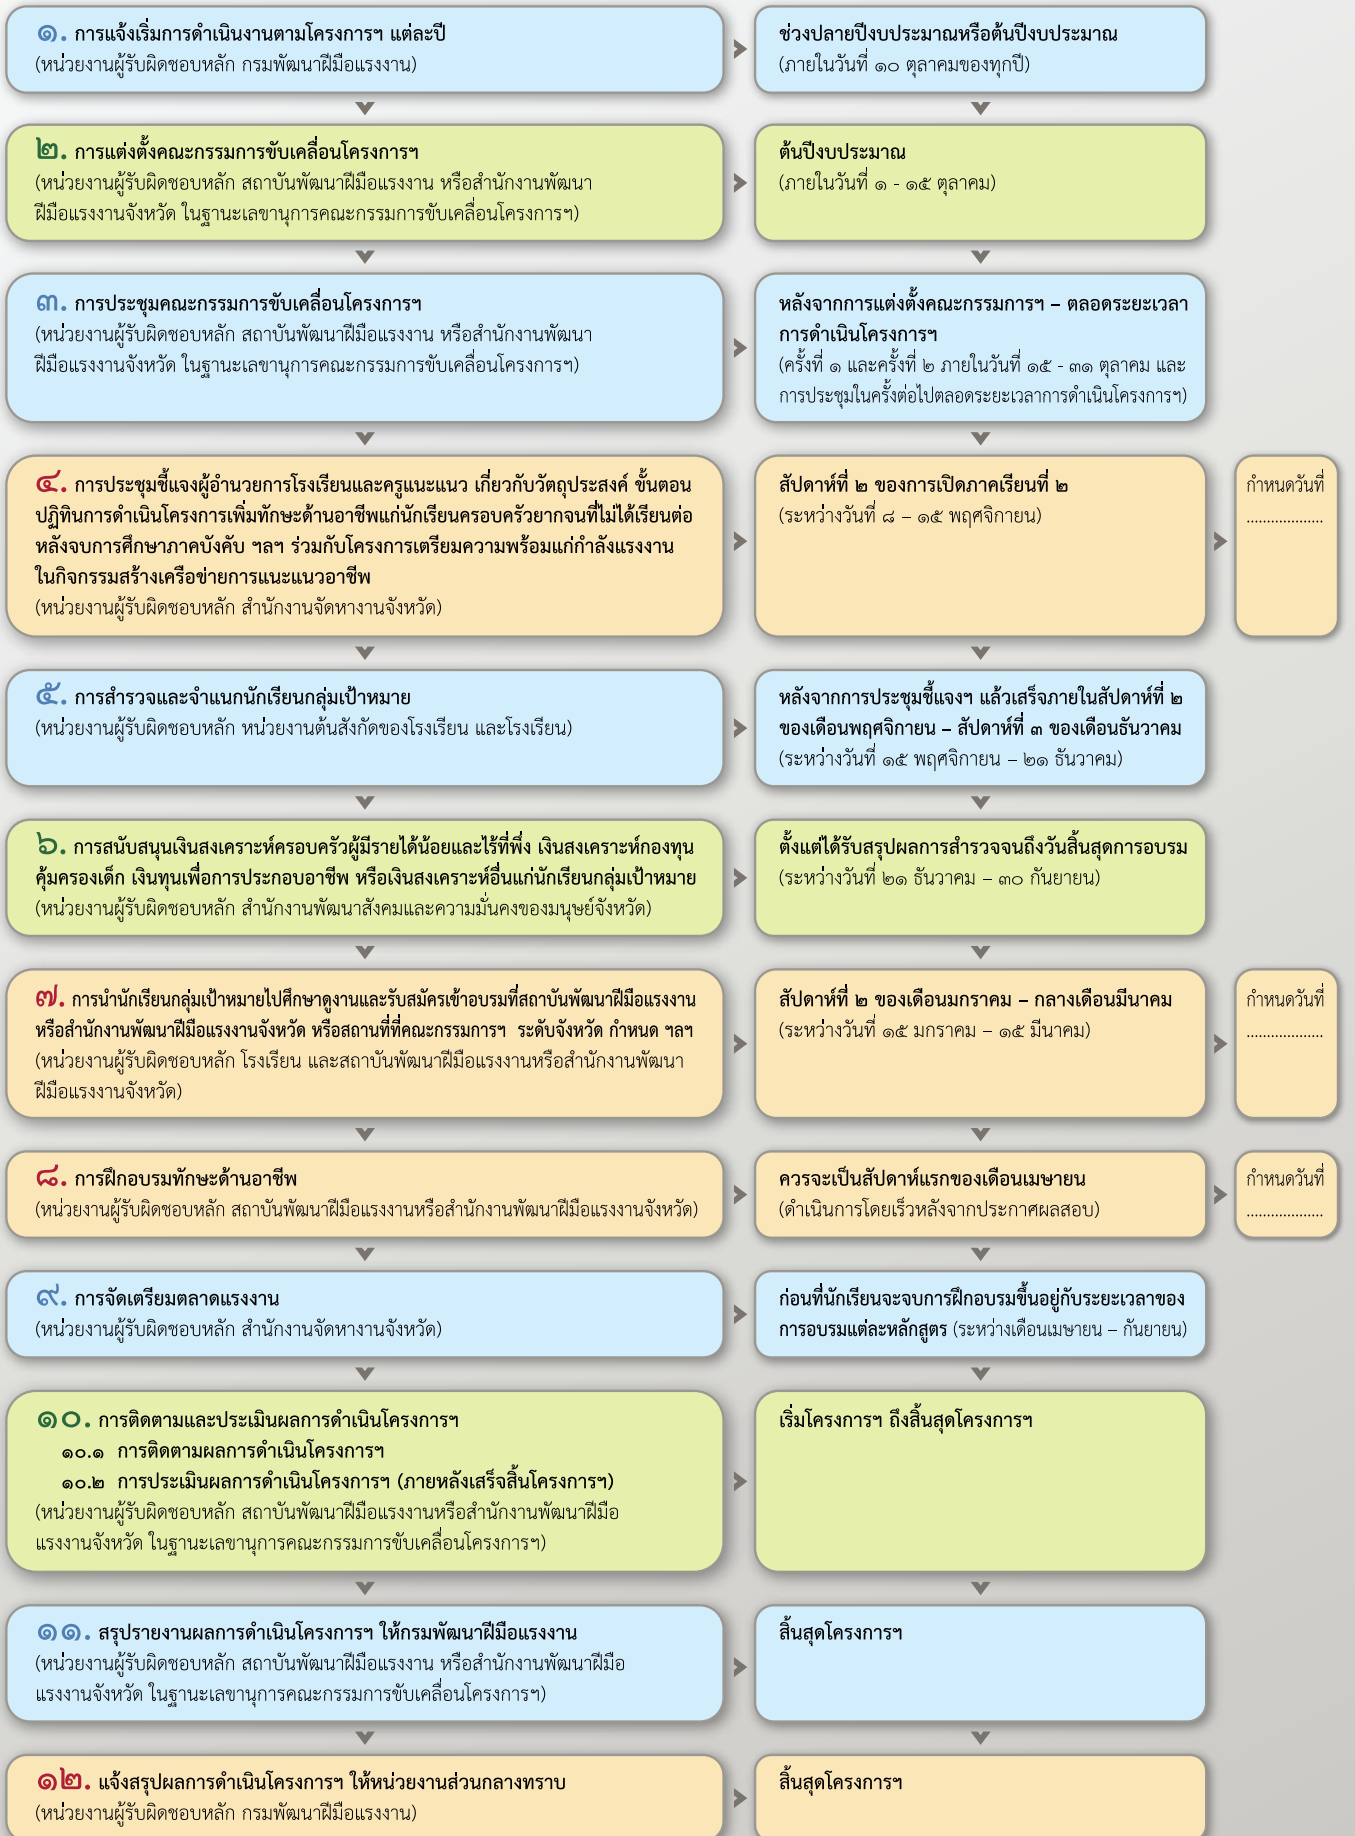 ๑. การแจ้งเริ่มการดำเนินงานตามโครงการฯ แต่ละปี
(หน่วยงานผู้รับผิดชอบหลัก กรมพัฒนาฝีมือแรงงาน)
ช่วงปลายปีงบประมาณหรือต้นปีงบประมาณ
(ภายในวันที่ ๑๐ ตุลาคมของทุกปี)
๒. การแต่งตั้งคณะกรรมการขับเคลื่อนโครงการฯ
(หน่วยงานผู้รับผิดชอบหลัก สถาบันพัฒนาฝีมือแรงงาน หรือสำนักงานพัฒนา
ฝีมือแรงงานจังหวัด ในฐานะเลขานุการคณะกรรมการขับเคลื่อนโครงการฯ)
ต้นปีงบประมาณ
(ภายในวันที่ ๑ - ๑๕ ตุลาคม)
๓. การประชุมคณะกรรมการขับเคลื่อนโครงการฯ
(หน่วยงานผู้รับผิดชอบหลัก สถาบันพัฒนาฝีมือแรงงาน หรือสำนักงานพัฒนา
ฝีมือแรงงานจังหวัด ในฐานะเลขานุการคณะกรรมการขับเคลื่อนโครงการฯ)
หลังจากการแต่งตั้งคณะกรรมการฯ – ตลอดระยะเวลา
การดำเนินโครงการฯ
(ครั้งที่ ๑ และครั้งที่ ๒ ภายในวันที่ ๑๕ - ๓๑ ตุลาคม และ
การประชุมในครั้งต่อไปตลอดระยะเวลาการดำเนินโครงการฯ)
๔. การประชุมชี้แจงผู้อำนวยการโรงเรียนและครูแนะแนว เกี่ยวกับวัตถุประสงค์ ขั้นตอน
ปฏิทินการดำเนินโครงการเพิ่มทักษะด้านอาชีพแก่นักเรียนครอบครัวยากจนที่ไม่ได้เรียนต่อ
หลังจบการศึกษาภาคบังคับ ฯลฯ ร่วมกับโครงการเตรียมความพร้อมแก่กำลังแรงงาน
ในกิจกรรมสร้างเครือข่ายการแนะแนวอาชีพ
(หน่วยงานผู้รับผิดชอบหลัก สำนักงานจัดหางานจังหวัด)
สัปดาห์ที่ ๒ ของการเปิดภาคเรียนที่ ๒
(ระหว่างวันที่ ๘ – ๑๕ พฤศจิกายน)
กำหนดวันที่
...................
๕. การสำรวจและจำแนกนักเรียนกลุ่มเป้าหมาย
(หน่วยงานผู้รับผิดชอบหลัก หน่วยงานต้นสังกัดของโรงเรียน และโรงเรียน)
หลังจากการประชุมชี้แจงฯ แล้วเสร็จภายในสัปดาห์ที่ ๒
ของเดือนพฤศจิกายน – สัปดาห์ที่ ๓ ของเดือนธันวาคม
(ระหว่างวันที่ ๑๕ พฤศจิกายน – ๒๑ ธันวาคม)
๖. การสนับสนุนเงินสงเคราะห์ครอบครัวผู้มีรายได้น้อยและไร้ที่พึ่ง เงินสงเคราะห์กองทุน
คุ้มครองเด็ก เงินทุนเพื่อการประกอบอาชีพ หรือเงินสงเคราะห์อื่นแก่นักเรียนกลุ่มเป้าหมาย
(หน่วยงานผู้รับผิดชอบหลัก สำนักงานพัฒนาสังคมและความมั่นคงของมนุษย์จังหวัด)
ตั้งแต่ได้รับสรุปผลการสำรวจจนถึงวันสิ้นสุดการอบรม
(ระหว่างวันที่ ๒๑ ธันวาคม – ๓๐ กันยายน)
๗. การนำนักเรียนกลุ่มเป้าหมายไปศึกษาดูงานและรับสมัครเข้าอบรมที่สถาบันพัฒนาฝีมือแรงงาน
หรือสำนักงานพัฒนาฝีมือแรงงานจังหวัด หรือสถานที่ที่คณะกรรมการฯ ระดับจังหวัด กำหนด ฯลฯ
(หน่วยงานผู้รับผิดชอบหลัก โรงเรียน และสถาบันพัฒนาฝีมือแรงงานหรือสำนักงานพัฒนา
ฝีมือแรงงานจังหวัด)
สัปดาห์ที่ ๒ ของเดือนมกราคม – กลางเดือนมีนาคม
(ระหว่างวันที่ ๑๕ มกราคม – ๑๕ มีนาคม)
กำหนดวันที่
...................
๘. การฝึกอบรมทักษะด้านอาชีพ
(หน่วยงานผู้รับผิดชอบหลัก สถาบันพัฒนาฝีมือแรงงานหรือสำนักงานพัฒนาฝีมือแรงงานจังหวัด)
ควรจะเป็นสัปดาห์แรกของเดือนเมษายน
(ดำเนินการโดยเร็วหลังจากประกาศผลสอบ)
กำหนดวันที่
...................
๙. การจัดเตรียมตลาดแรงงาน
(หน่วยงานผู้รับผิดชอบหลัก สำนักงานจัดหางานจังหวัด)
ก่อนที่นักเรียนจะจบการฝึกอบรมขึ้นอยู่กับระยะเวลาของ
การอบรมแต่ละหลักสูตร (ระหว่างเดือนเมษายน – กันยายน)
๑๐. การติดตามและประเมินผลการดำเนินโครงการฯ
๑๐.๑ การติดตามผลการดำเนินโครงการฯ
๑๐.๒ การประเมินผลการดำเนินโครงการฯ (ภายหลังเสร็จสิ้นโครงการฯ)
(หน่วยงานผู้รับผิดชอบหลัก สถาบันพัฒนาฝีมือแรงงานหรือสำนักงานพัฒนาฝีมือ
แรงงานจังหวัด ในฐานะเลขานุการคณะกรรมการขับเคลื่อนโครงการฯ)
เริ่มโครงการฯ ถึงสิ้นสุดโครงการฯ
๑๑. สรุปรายงานผลการดำเนินโครงการฯ ให้กรมพัฒนาฝีมือแรงงาน
(หน่วยงานผู้รับผิดชอบหลัก สถาบันพัฒนาฝีมือแรงงาน หรือสำนักงานพัฒนาฝีมือ
แรงงานจังหวัด ในฐานะเลขานุการคณะกรรมการขับเคลื่อนโครงการฯ)
สิ้นสุดโครงการฯ
๑๒. แจ้งสรุปผลการดำเนินโครงการฯ ให้หน่วยงานส่วนกลางทราบ
(หน่วยงานผู้รับผิดชอบหลัก กรมพัฒนาฝีมือแรงงาน)
สิ้นสุดโครงการฯ